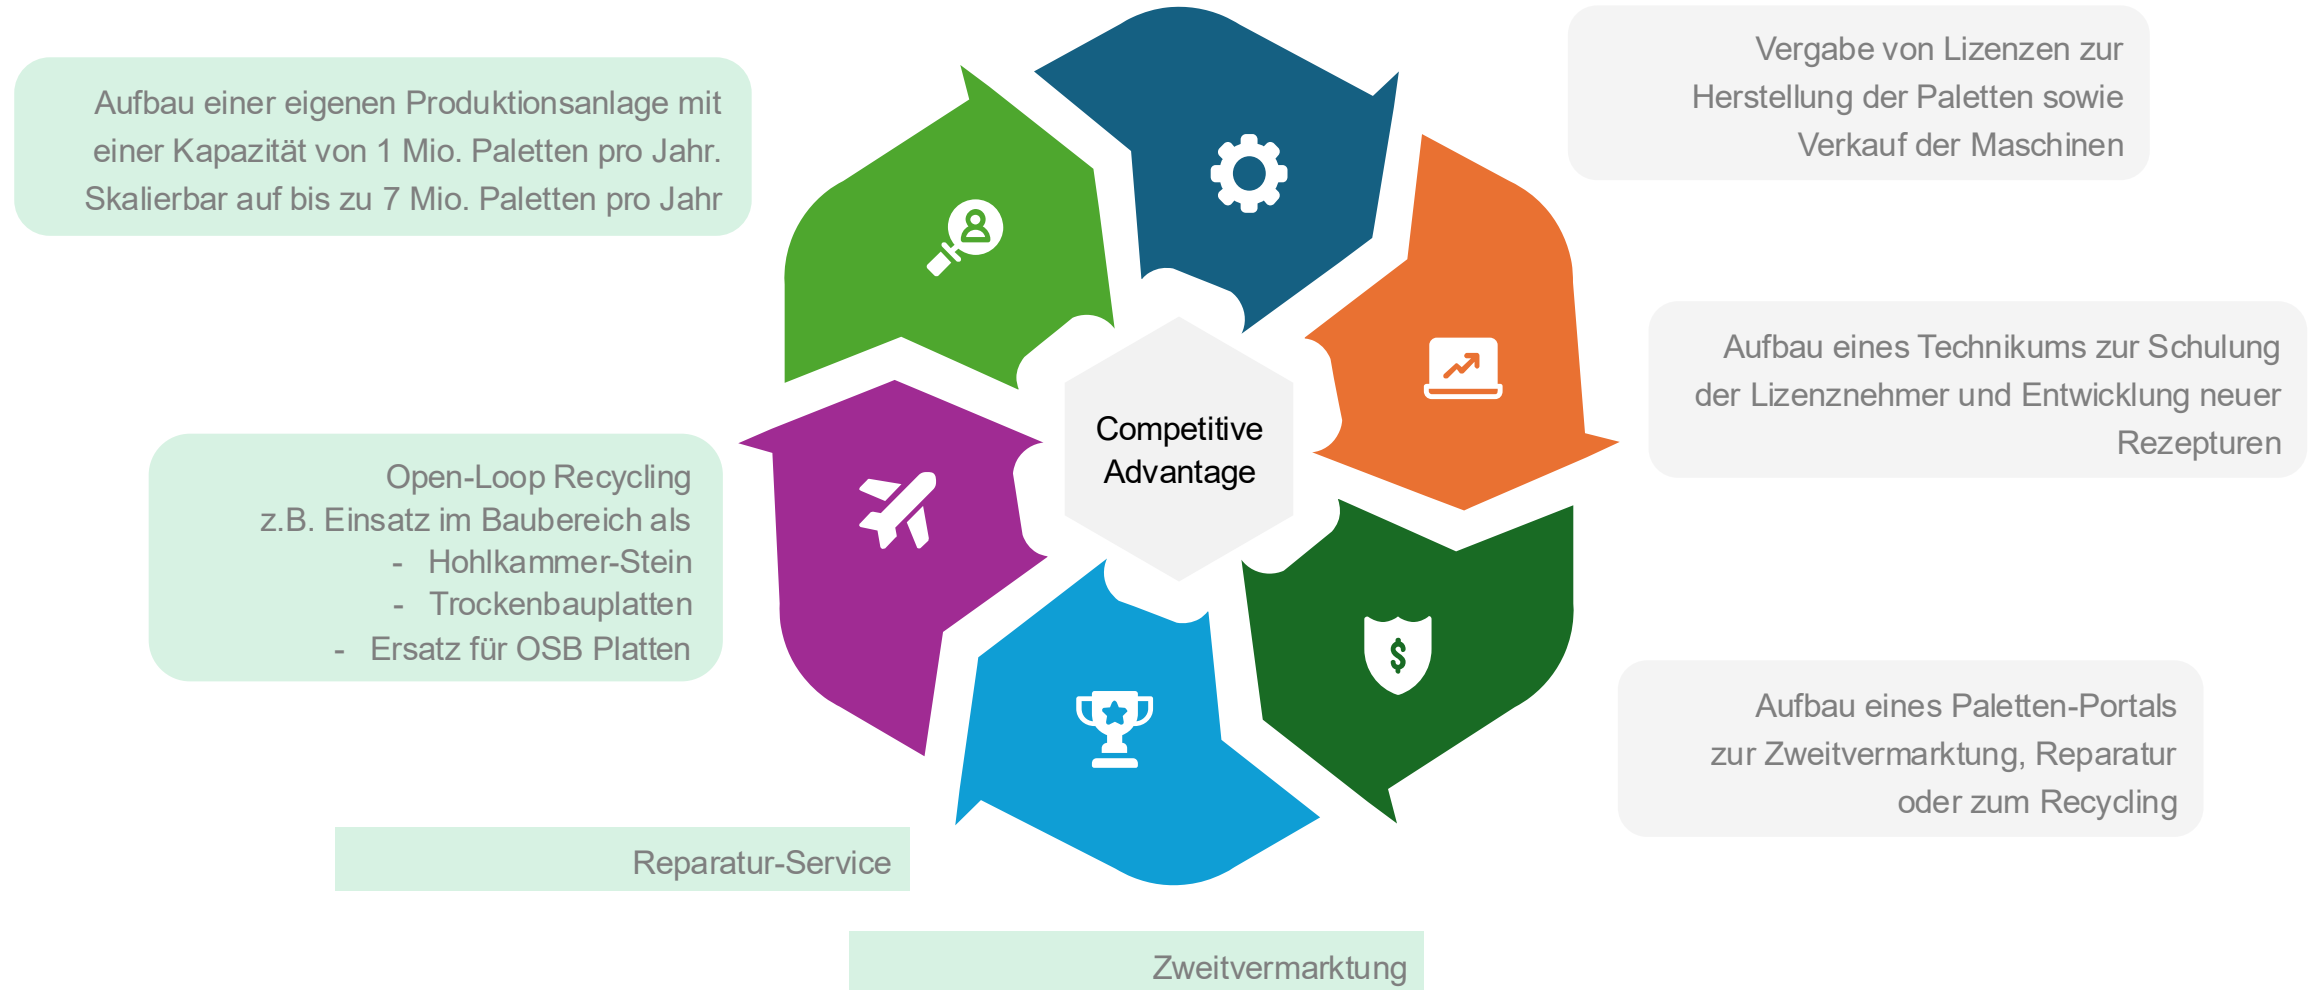 Aufbau einer eigenen Produktionsanlage mit
einer Kapazität von 1 Mio. Paletten pro Jahr.
Skalierbar auf bis zu 7 Mio. Paletten pro Jahr
Vergabe von Lizenzen zur
Herstellung der Paletten sowie
Verkauf der Maschinen
Aufbau eines Technikums zur Schulung
der Lizenznehmer und Entwicklung neuer
Rezepturen
Competitive
Advantage
Open-Loop Recycling
z.B. Einsatz im Baubereich als
- Hohlkammer-Stein
- Trockenbauplatten
- Ersatz für OSB Platten
$
Aufbau eines Paletten-Portals
zur Zweitvermarktung, Reparatur
oder zum Recycling
Reparatur-Service
Zweitvermarktung